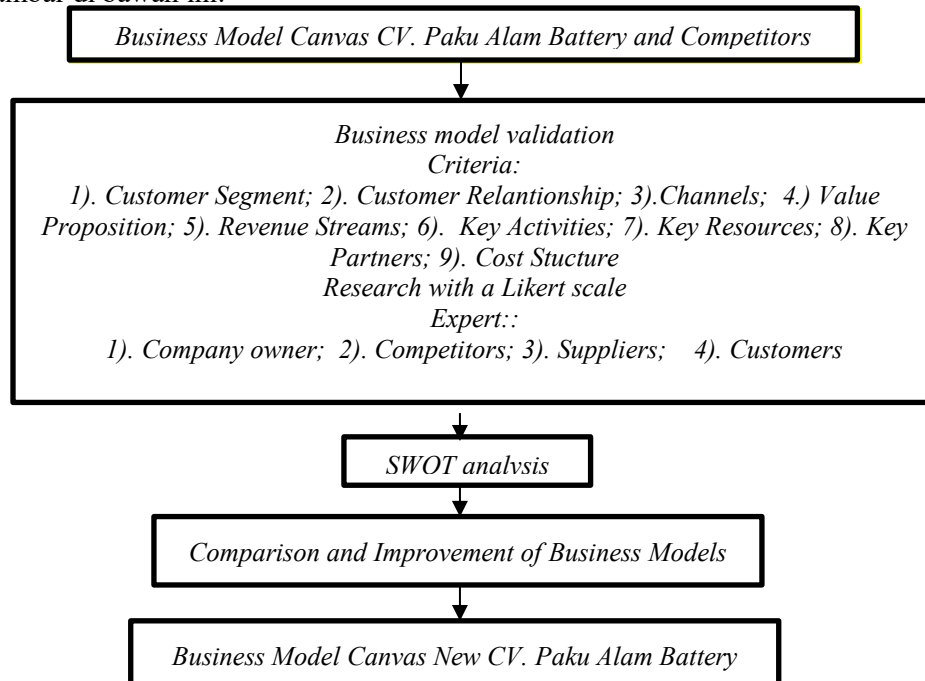 Business Model Canvas CV. Paku Alam Battery and Competitors
Business model validation
Criteria:
1). Customer Segment; 2). Customer Relantionship; 3).Channels; 4.) Value
Proposition; 5). Revenue Streams; 6). Key Activities; 7). Key Resources; 8). Key
Partners; 9). Cost Stucture
Research with a Likert scale
Expert::
1). Company owner; 2). Competitors; 3). Suppliers; 4). Customers
SWOT analysis
Comparison and Improvement of Business Models
Business Model Canvas New CV. Paku Alam Battery